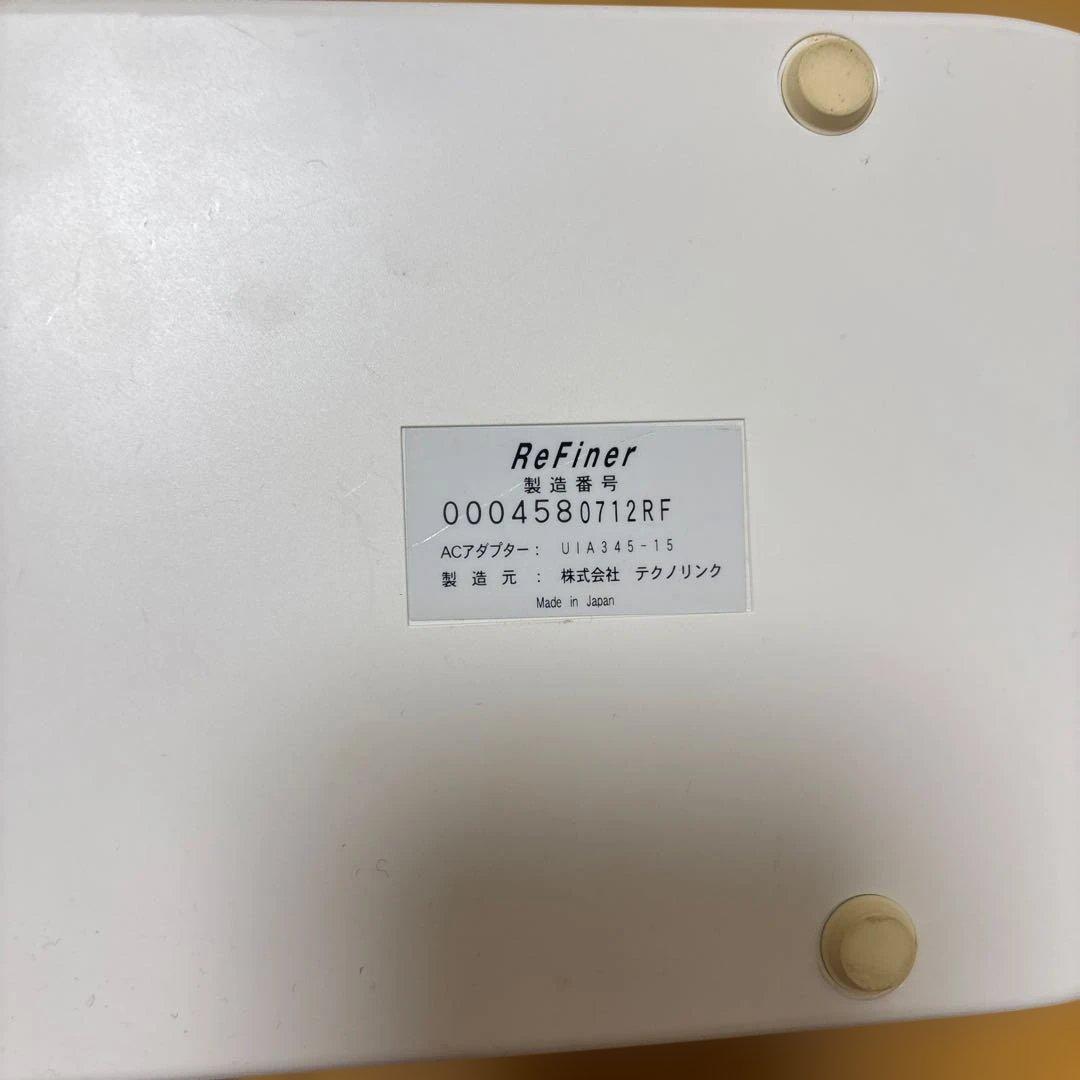 ReFiner
製造番号
0004580712RF
ACアダプター： UIA345-15
製造元： 株式会社 テクノリンク
Made in Japan